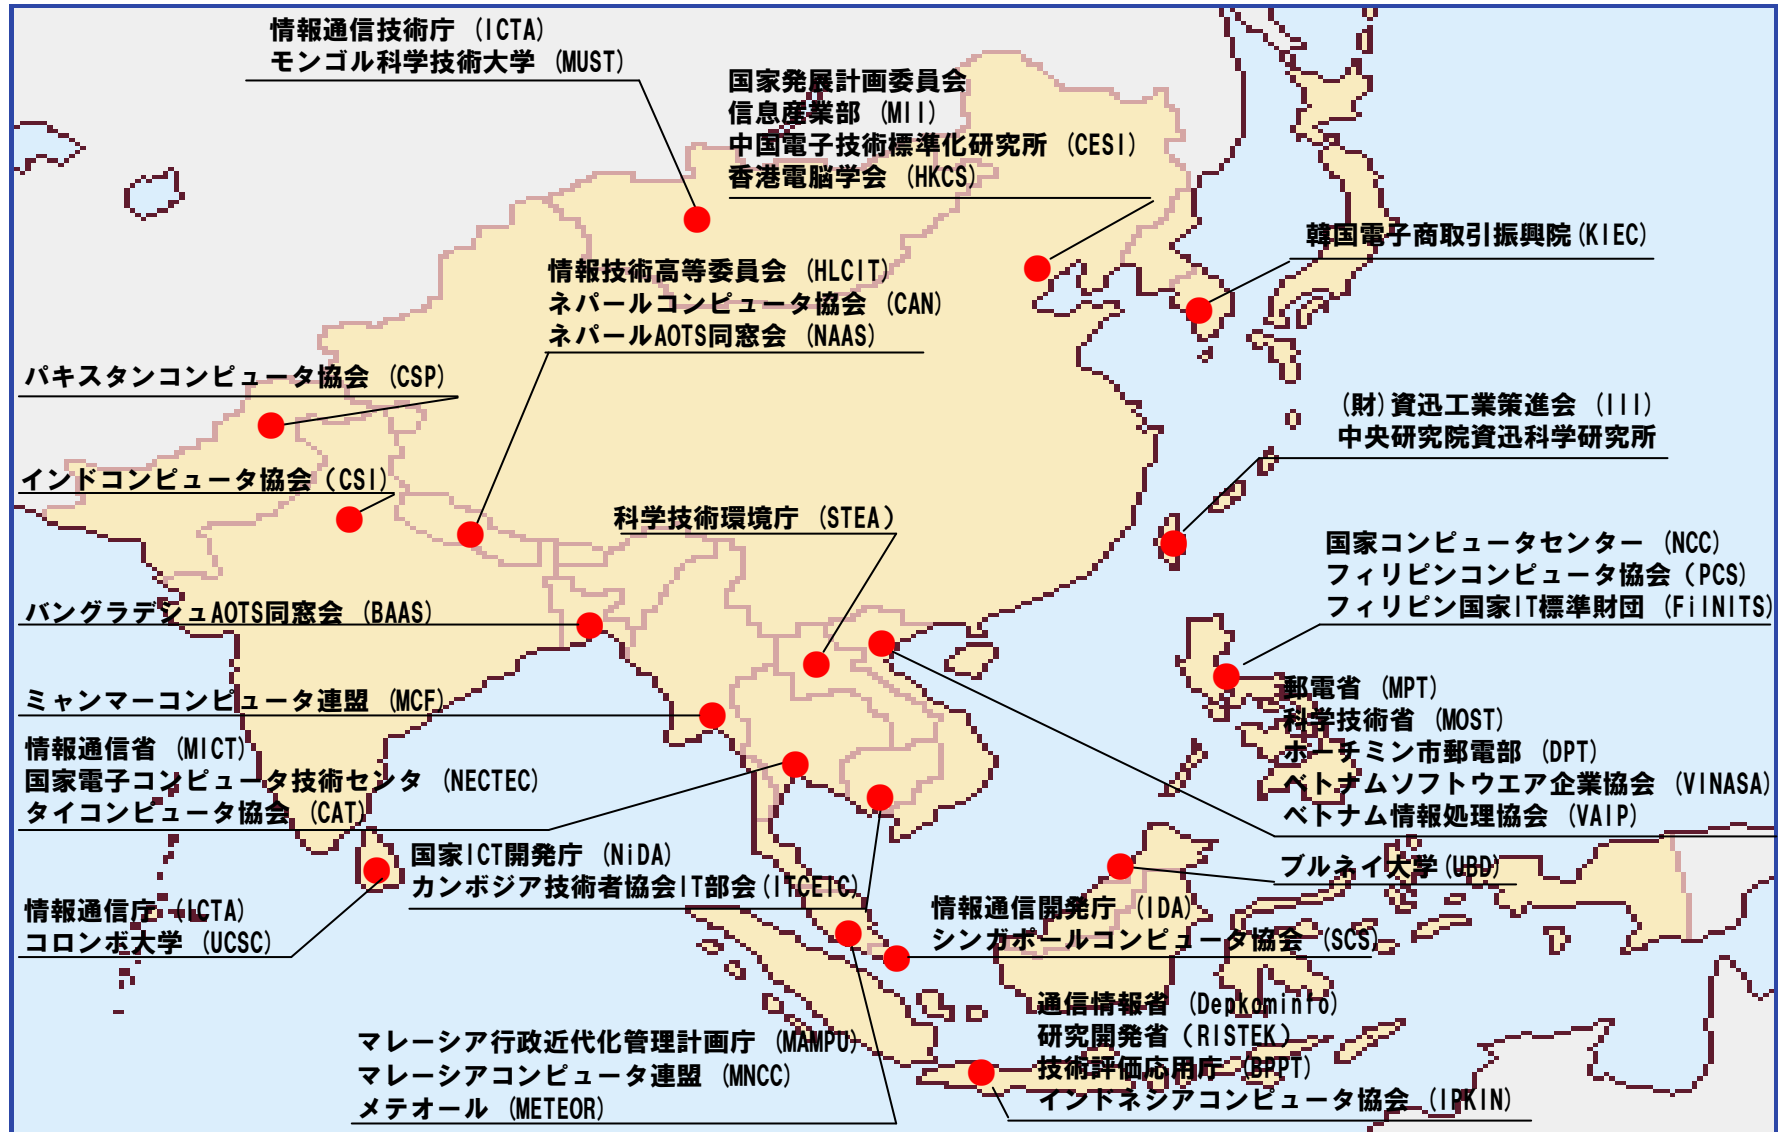 情報通信技術庁 (ICTA)
モンゴル科学技術大学 (MUST)
国家発展計画委員会
信息産業部 (MII)
中国電子技術標準化研究所 (CESI)
香港電脳学会 (HKCS)
韓国電子商取引振興院(KIEC)
情報技術高等委員会 (HLCIT)
ネパールコンピュータ協会 (CAN)
ネパールAOTS同窓会 (NAAS)
パキスタンコンピュータ協会 (CSP)
(財)資迅工業策進会 (III)
中央研究院資迅科学研究所
インドコンピュータ協会(CSI)
科学技術環境庁 (STEA)
国家コンピュータセンター (NCC)
フィリピンコンピュータ協会(PCS)
フィリピン国家IT標準財団 (FilNITS)
バングラデシュAOTS同窓会 (BAAS)
ミャンマーコンピュータ連盟 (MCF)
郵電省 (MPT)
科学技術省 (MOST)
ホーチミン市郵電部 (DPT)
ベトナムソフトウエア企業協会 (VINASA)
ベトナム情報処理協会 (VAIP)
情報通信省 (MICT)
国家電子コンピュータ技術センタ (NECTEC)
タイコンピュータ協会 (CAT)
国家ICT開発庁 (NiDA)
カンボジア技術者協会IT部会(ITCEIC)
ブルネイ大学(UBD)
情報通信庁 (ICTA)
コロンボ大学 (UCSC)
情報通信開発庁 (IDA)
シンガポールコンピュータ協会 (SCS)
通信情報省 (Depkominfo)
研究開発省(RISTEK)
技術評価応用庁 (BPPT)
インドネシアコンピュータ協会 (IPKIN)
マレーシア行政近代化管理計画庁 (MAMPU)
マレーシアコンピュータ連盟 (MNCC)
メテオール (METEOR)